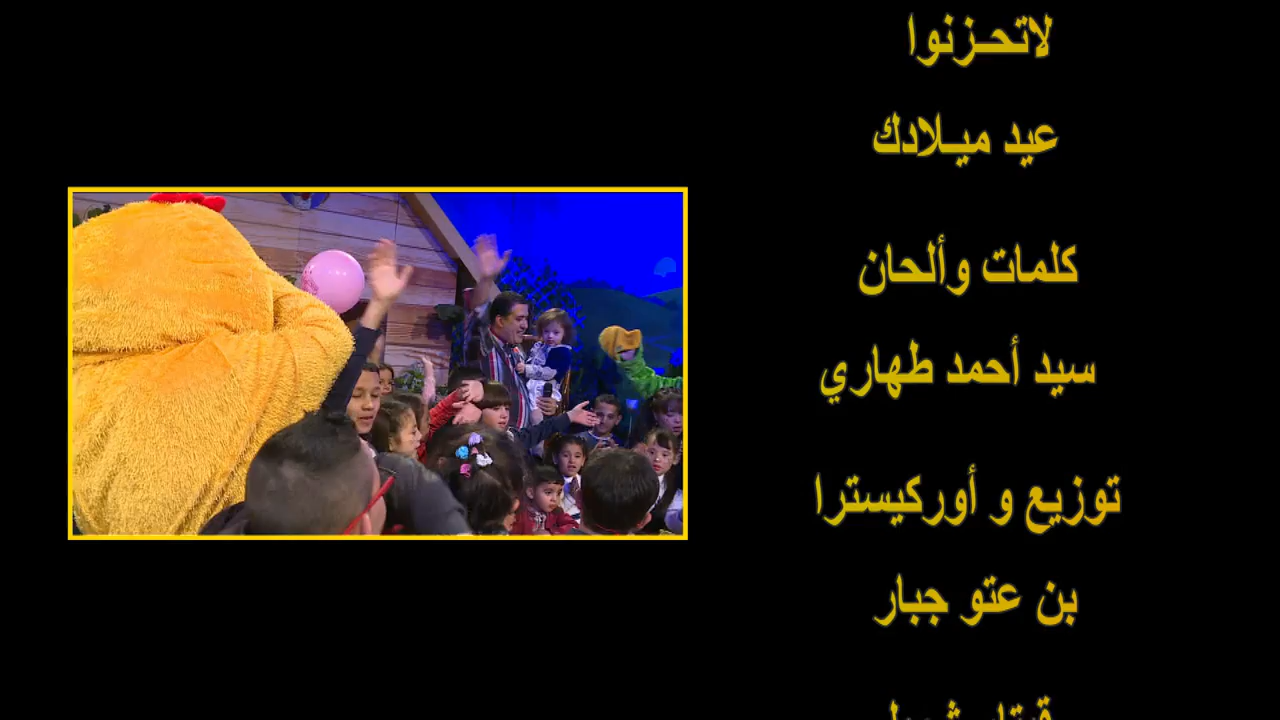 لاتحـزنوا
عيد ميـلادك
كلمات وألحان
سيد أحمد طهاري
توزيع و أوركيسترا
بن عتو جبار